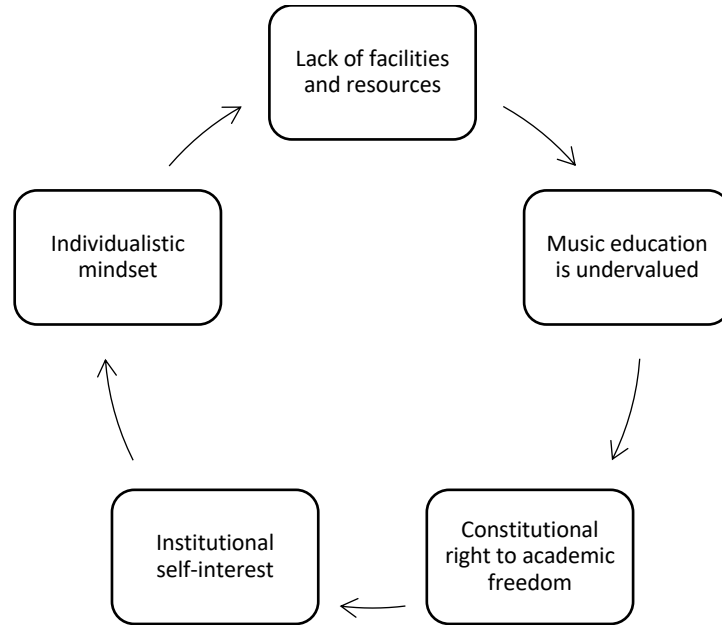 Lack of facilities
and resources
Music education
is undervalued
Constitutional
right to academic
freedom
Institutional
self-interest
Individualistic
mindset